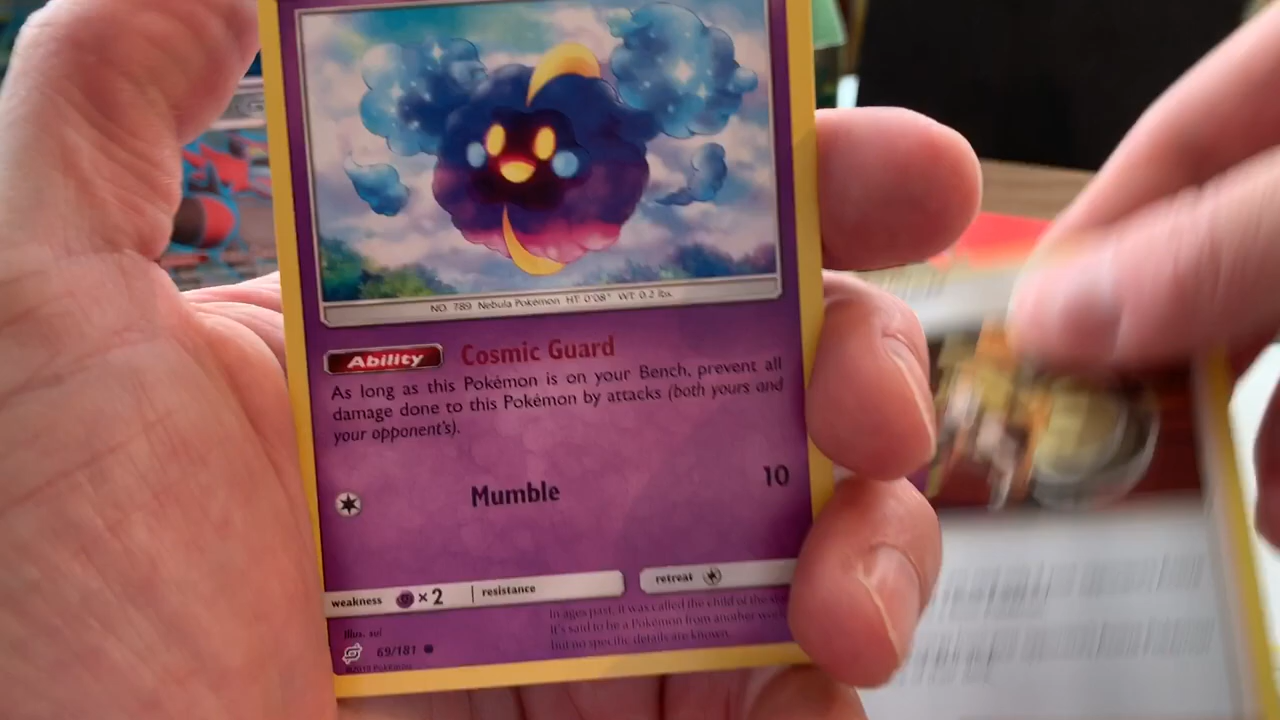 NO. 789 Nebula Pokémon HT 0'08" WT 0.2 lbs.
Ability Cosmic Guard
As long as this Pokémon is on your Bench, prevent all
damage done to this Pokémon by attacks (both yours and
your opponent's).
Mumble 10
weakness ×2 resistance retreat
In ages past, it was called the child of the
it's said to be a Pokémon from another
but no specific details are known.
Illus. sui
69/181
©2019 Pokémon